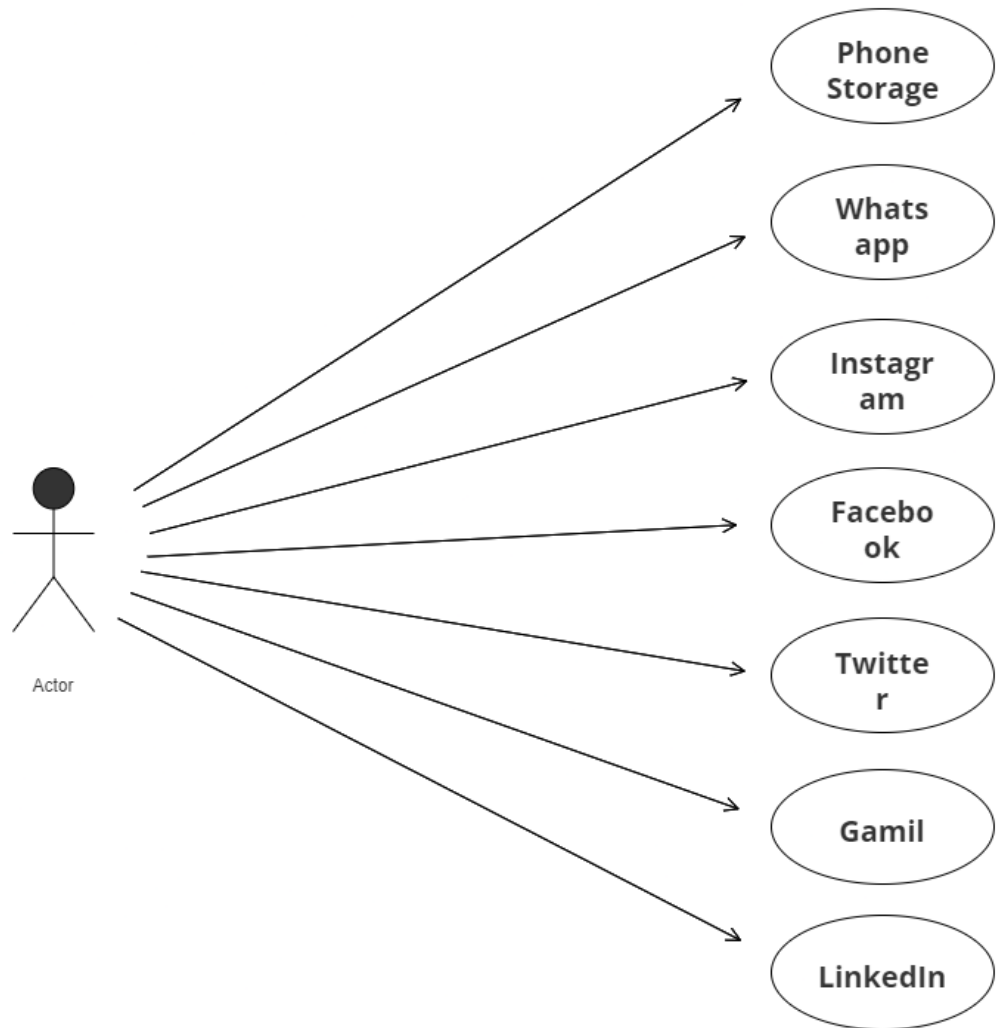 Phone
Storage
Whats
app
Instagr
am
Facebo
ok
Twitte
r
Actor
Gamil
LinkedIn